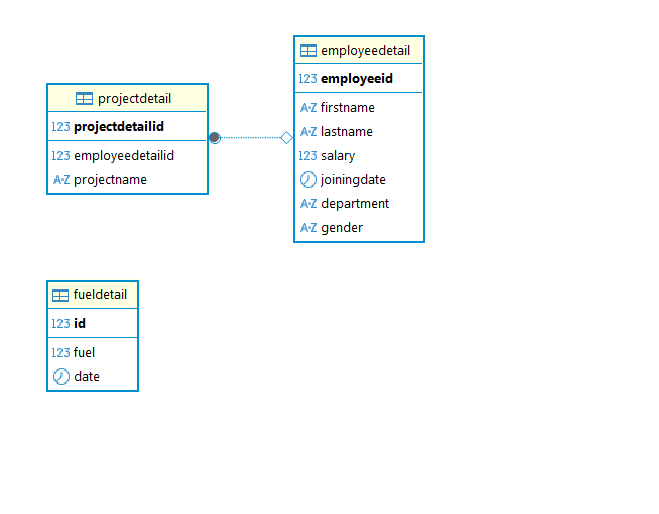 projectdetail
123 projectdetailid
123 employeedetailid
A-Z projectname
employeedetail
123 employeeid
A-Z firstname
A-Z lastname
123 salary
joiningdate
A-Z department
A-Z gender
fueldetail
123 id
123 fuel
date